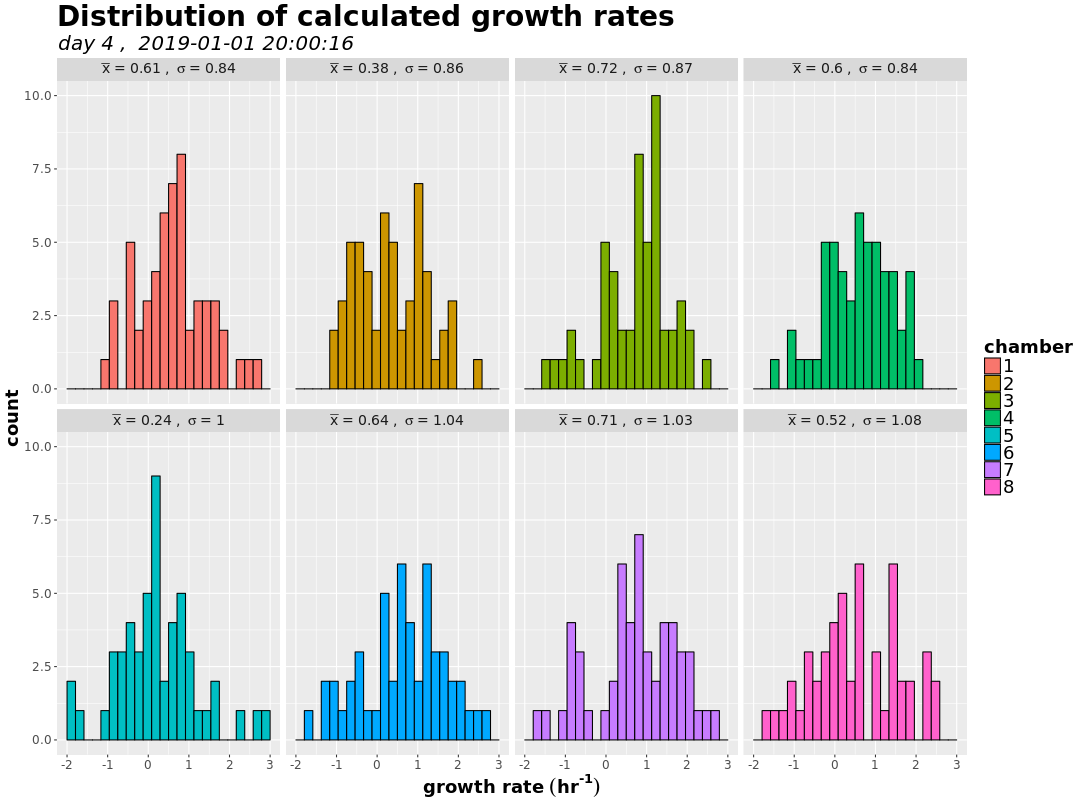 Distribution of calculated growth rates
day 4 ,  2019-01-01 20:00:16
x̅ = 0.61 ,  σ = 0.84
x̅ = 0.38 ,  σ = 0.86
x̅ = 0.72 ,  σ = 0.87
x̅ = 0.6 ,  σ = 0.84
10.0
7.5
5.0
2.5
0.0
count
x̅ = 0.24 ,  σ = 1
x̅ = 0.64 ,  σ = 1.04
x̅ = 0.71 ,  σ = 1.03
x̅ = 0.52 ,  σ = 1.08
10.0
7.5
5.0
2.5
0.0
-2 -1 0 1 2 3
-2 -1 0 1 2 3
-2 -1 0 1 2 3
-2 -1 0 1 2 3
growth rate (hr⁻¹)
chamber
1
2
3
4
5
6
7
8